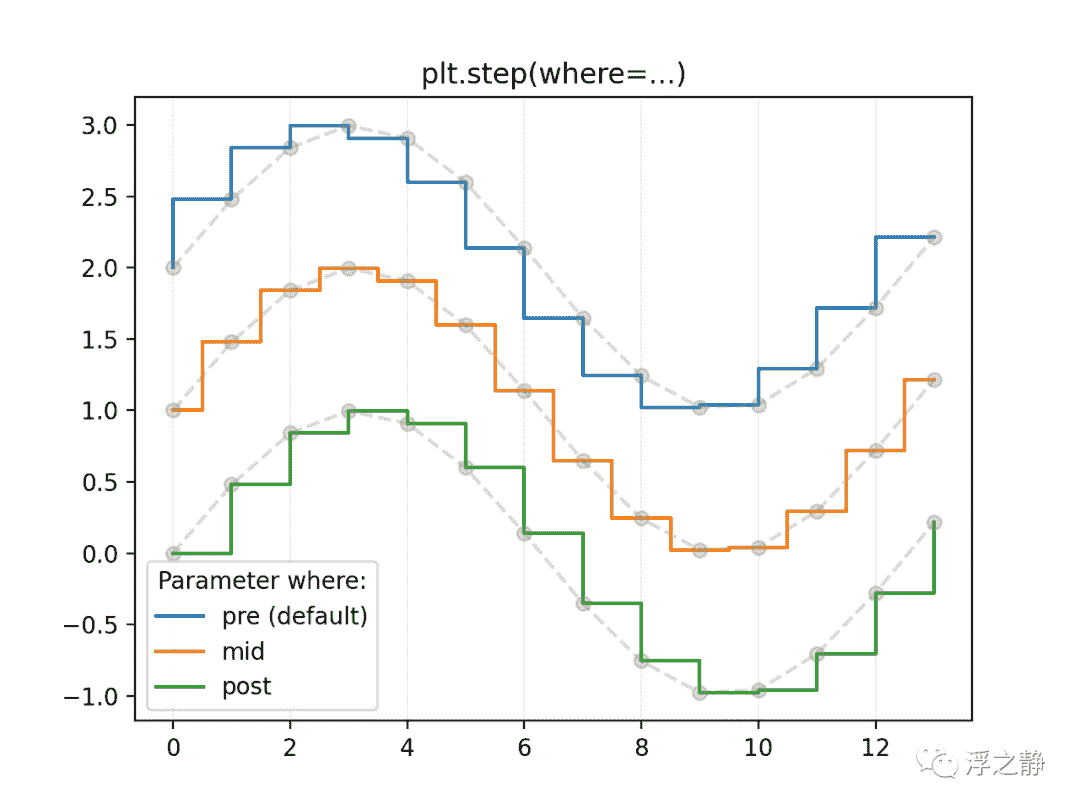 plt.step(where=...)
3.0
2.5
2.0
1.5
1.0
0.5
0.0
−0.5
−1.0
Parameter where:
pre (default)
mid
post
0 2 4 6 8 10 12
浮之静